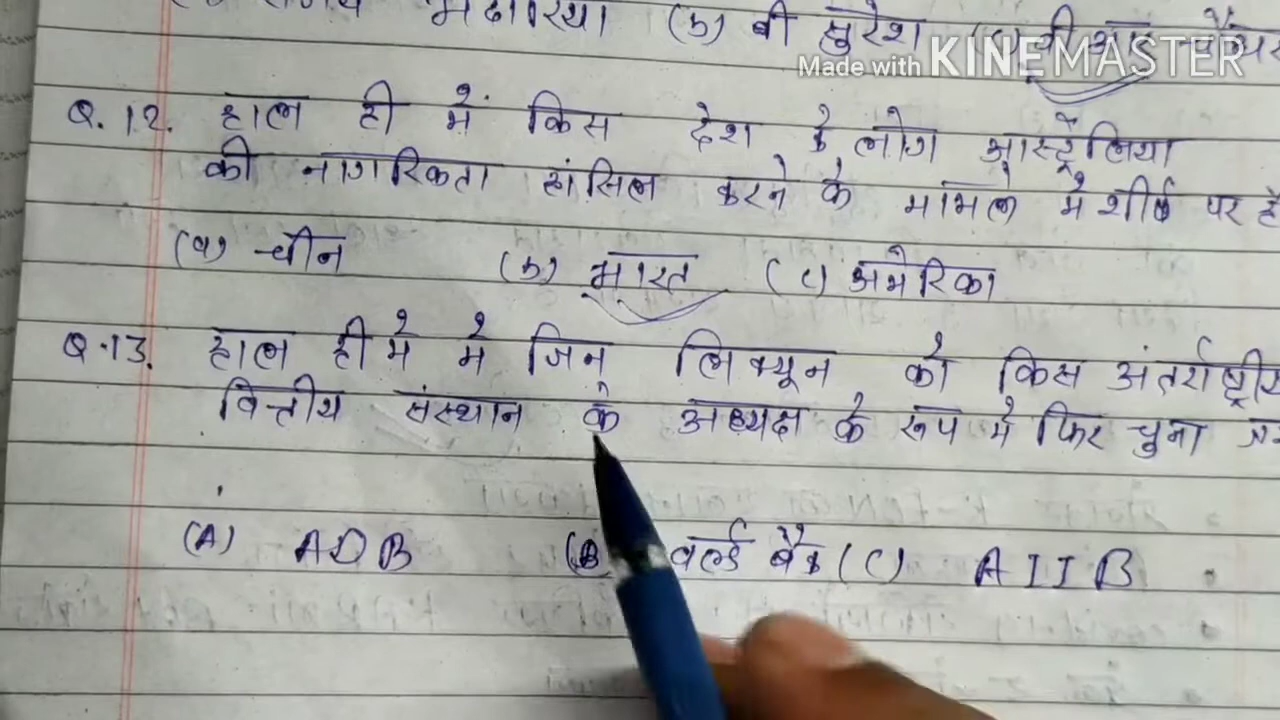 (b) वी सुरेश (c) वी आर
Made with KINEMASTER
Q.12. हाल ही में किस देश के लोग आस्ट्रेलिया
की नागरिकता हांसिल करने के मामले मे शीर्ष पर है
(a) चीन (b) भारत (c) अमेरिका
Q.13. हाल ही मे मे जिन लिक्यून को किस अंतर्राष्ट्रीय
वित्तीय संस्थान के अध्यक्ष के रूप मे फिर चुना
(A) ADB (B) वर्ल्ड बैंक (C) AIIB